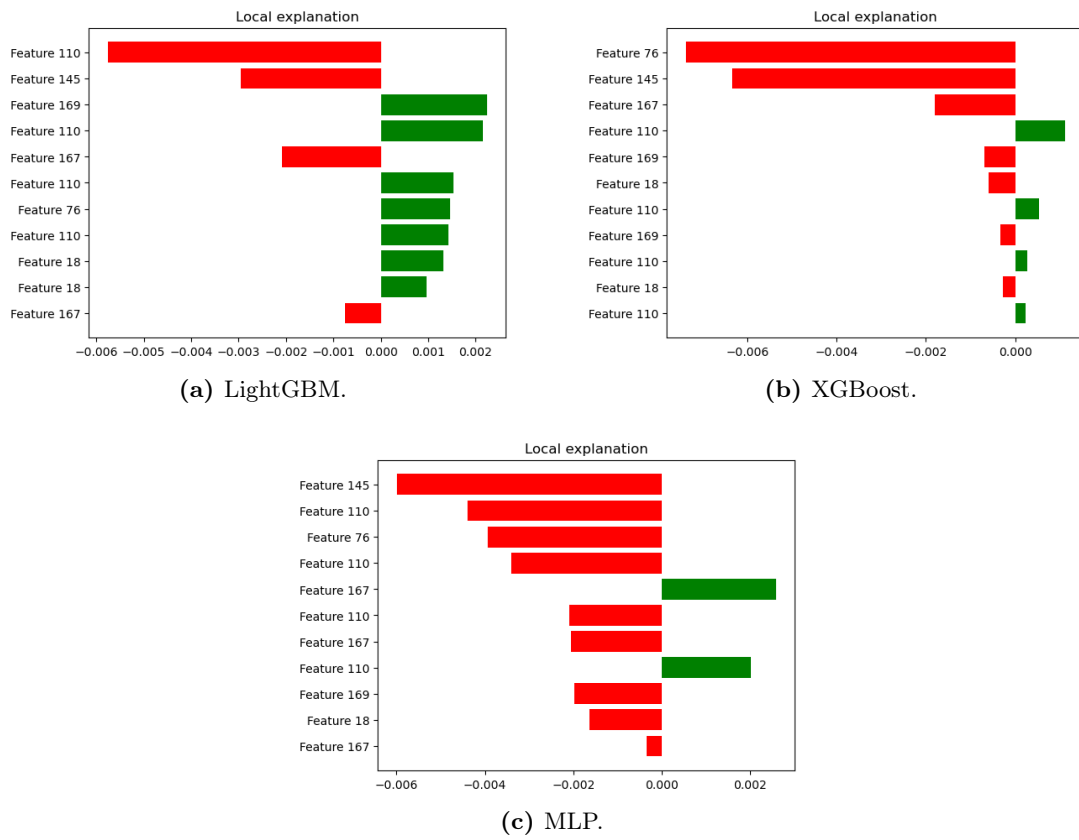 Local explanation
Feature 110
Feature 145
Feature 169
Feature 110
Feature 167
Feature 110
Feature 76
Feature 110
Feature 18
Feature 18
Feature 167
−0.006 −0.005 −0.004 −0.003 −0.002 −0.001 0.000 0.001 0.002
(a) LightGBM.
Local explanation
Feature 76
Feature 145
Feature 167
Feature 110
Feature 169
Feature 18
Feature 110
Feature 169
Feature 110
Feature 18
Feature 110
−0.006 −0.004 −0.002 0.000
(b) XGBoost.
Local explanation
Feature 145
Feature 110
Feature 76
Feature 110
Feature 167
Feature 110
Feature 167
Feature 110
Feature 169
Feature 18
Feature 167
−0.006 −0.004 −0.002 0.000 0.002
(c) MLP.